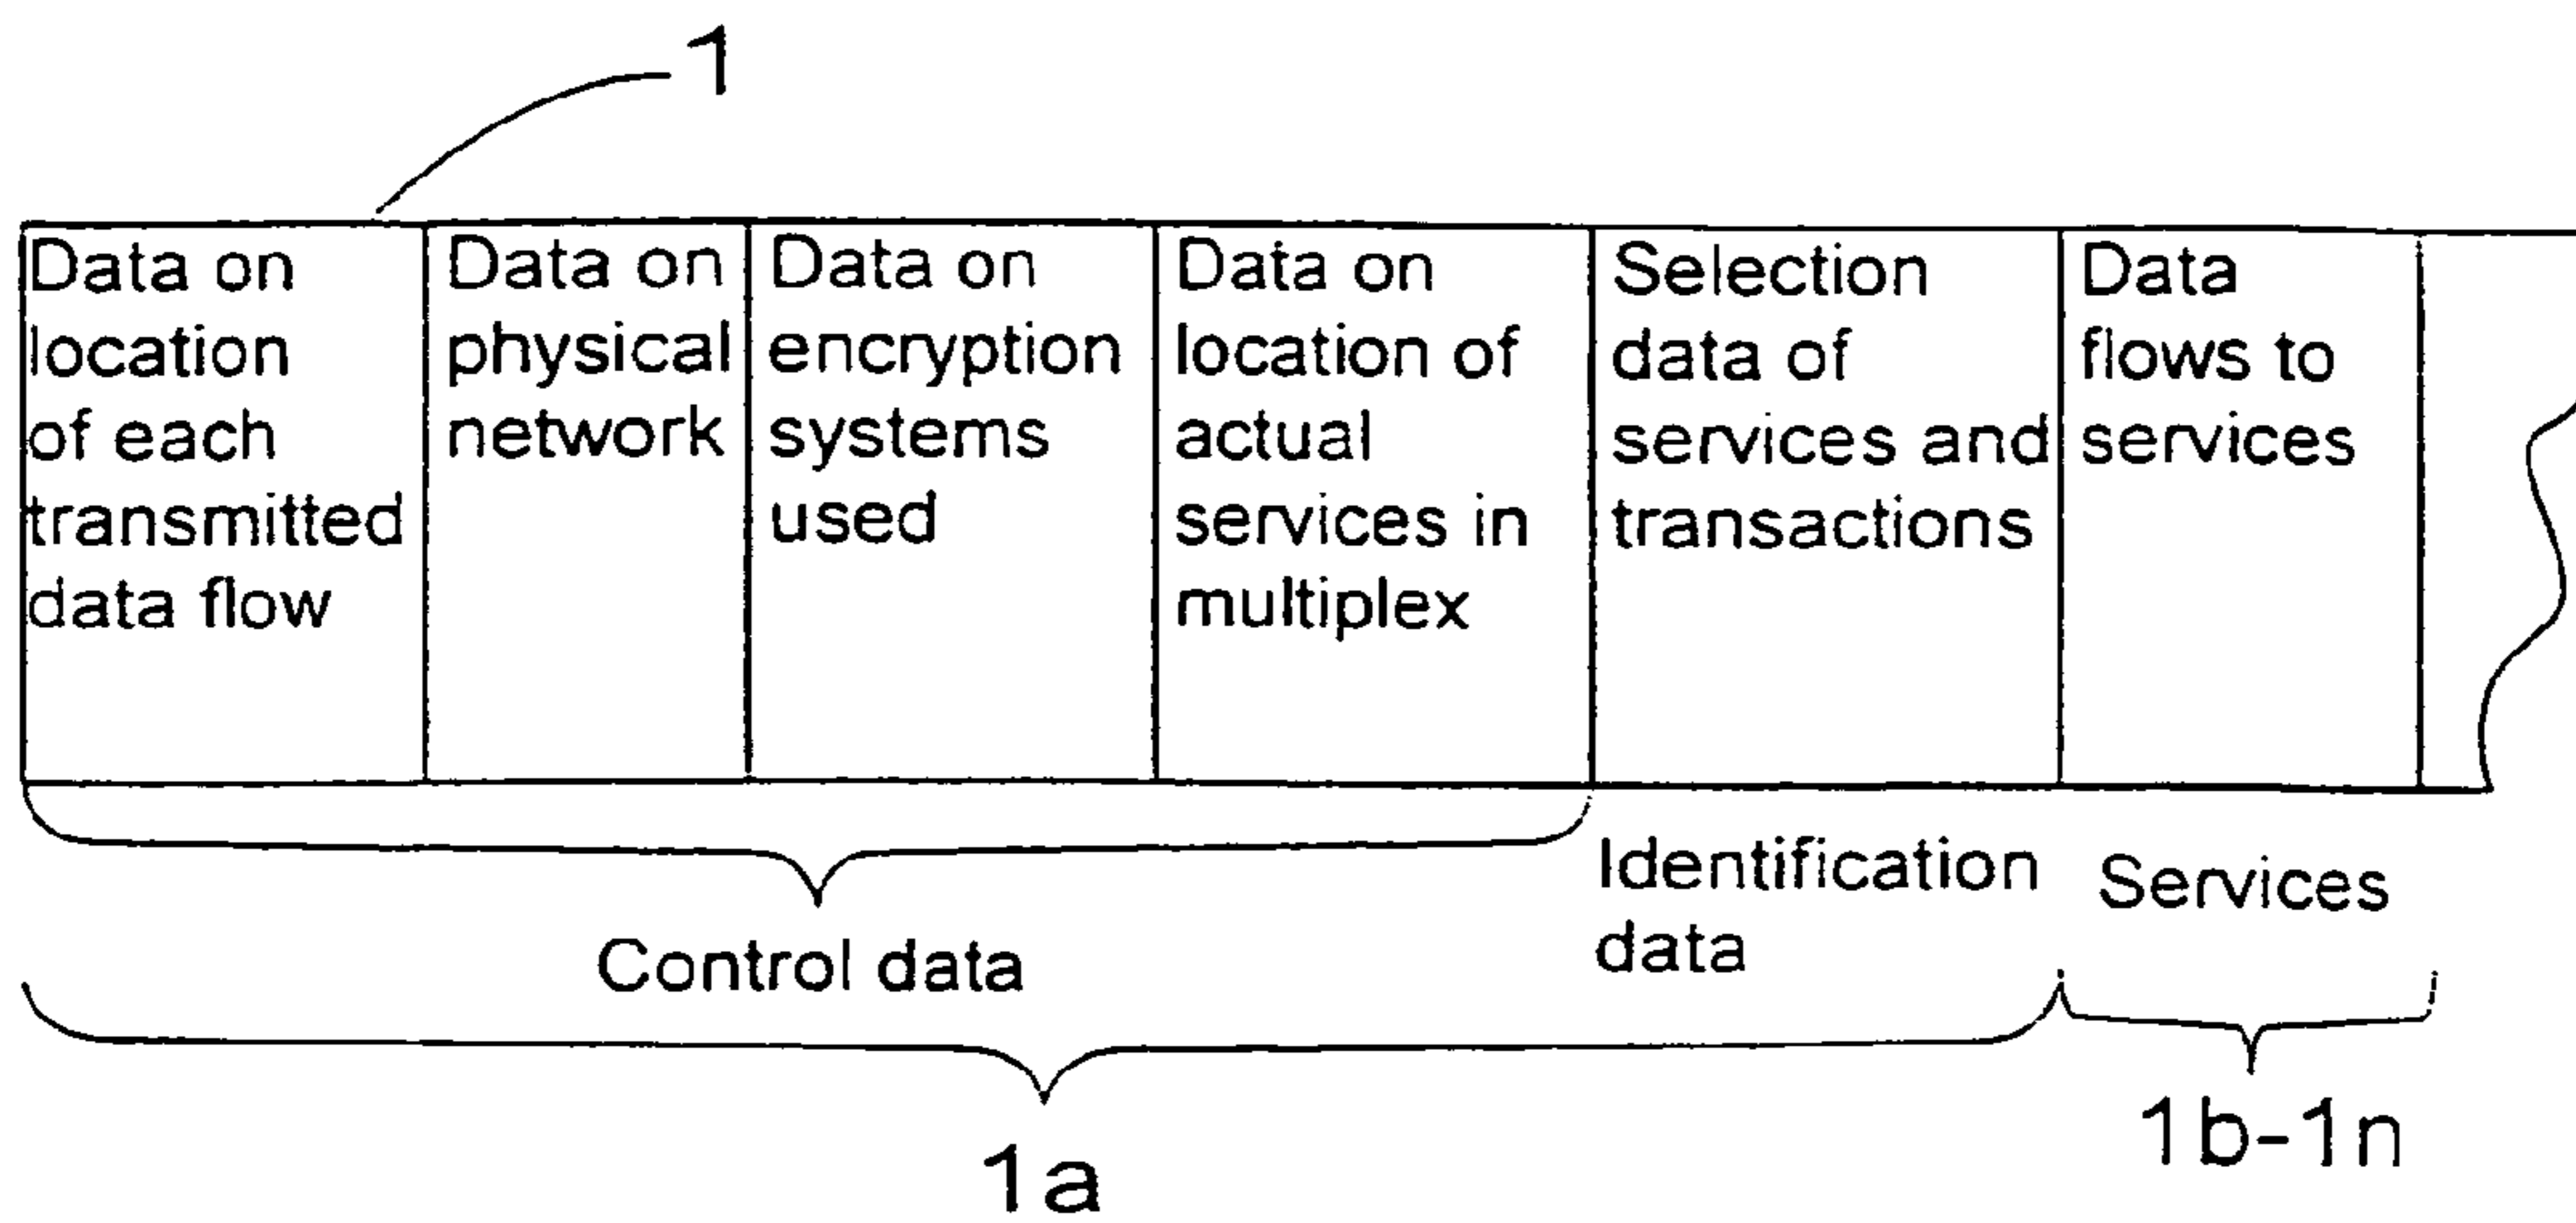 1
Data on
location
of each
transmitted
data flow
Data on
physical
network
Data on
encryption
systems
used
Data on
location of
actual
services in
multiplex
Selection
data of
services and
transactions
Data
flows to
services
Control data
Identification
data
Services
1a
1b-1n